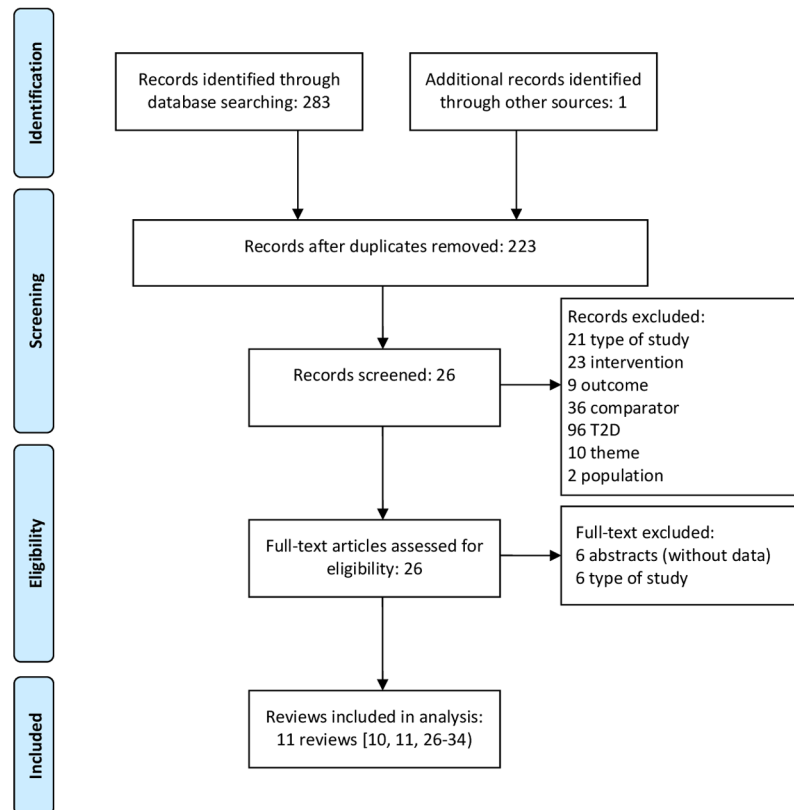 Identification
Records identified through
database searching: 283
Additional records identified
through other sources: 1
Screening
Records after duplicates removed: 223
Records screened: 26
Records excluded:
21 type of study
23 intervention
9 outcome
36 comparator
96 T2D
10 theme
2 population
Eligibility
Full-text articles assessed for
eligibility: 26
Full-text excluded:
6 abstracts (without data)
6 type of study
Included
Reviews included in analysis:
11 reviews [10, 11, 26-34)